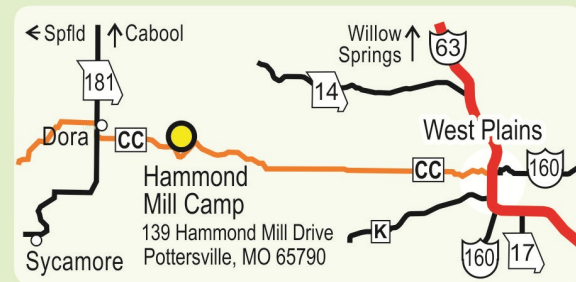 ← Spfld
↑ Cabool
Willow
Springs ↑
63
181
14
West Plains
Dora
CC
CC
160
Hammond
Mill Camp
139 Hammond Mill Drive
Pottersville, MO 65790
K
Sycamore
160
17